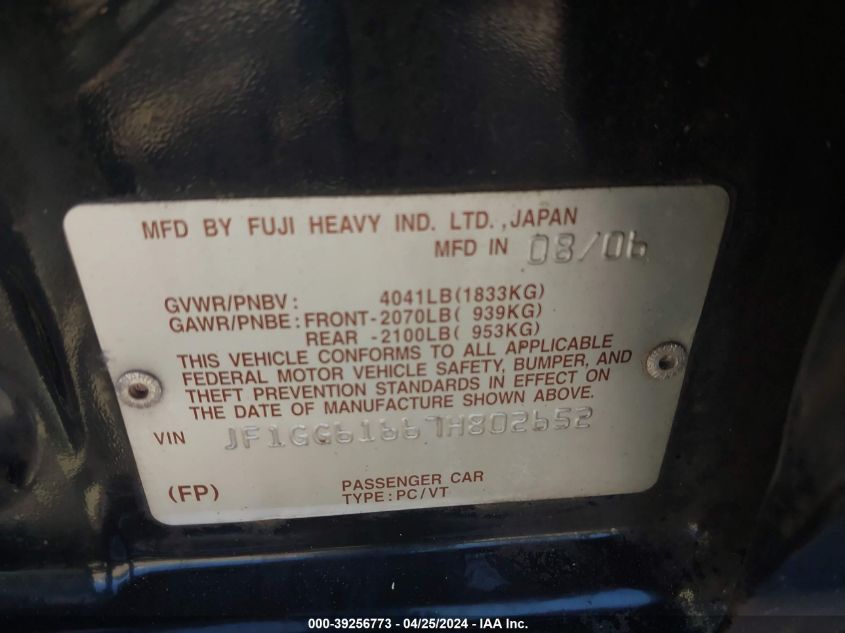 MFD BY FUJI HEAVY IND. LTD.,JAPAN
MFD IN 08/06
GVWR/PNBV: 4041LB(1833KG)
GAWR/PNBE:FRONT-2070LB( 939KG)
REAR -2100LB( 953KG)
THIS VEHICLE CONFORMS TO ALL APPLICABLE
FEDERAL MOTOR VEHICLE SAFETY, BUMPER, AND
THEFT PREVENTION STANDARDS IN EFFECT ON
THE DATE OF MANUFACTURE SHOWN ABOVE.
VIN JF1GG61667H802652
(FP) PASSENGER CAR
TYPE:PC/VT
000-39256773 - 04/25/2024 - IAA Inc.